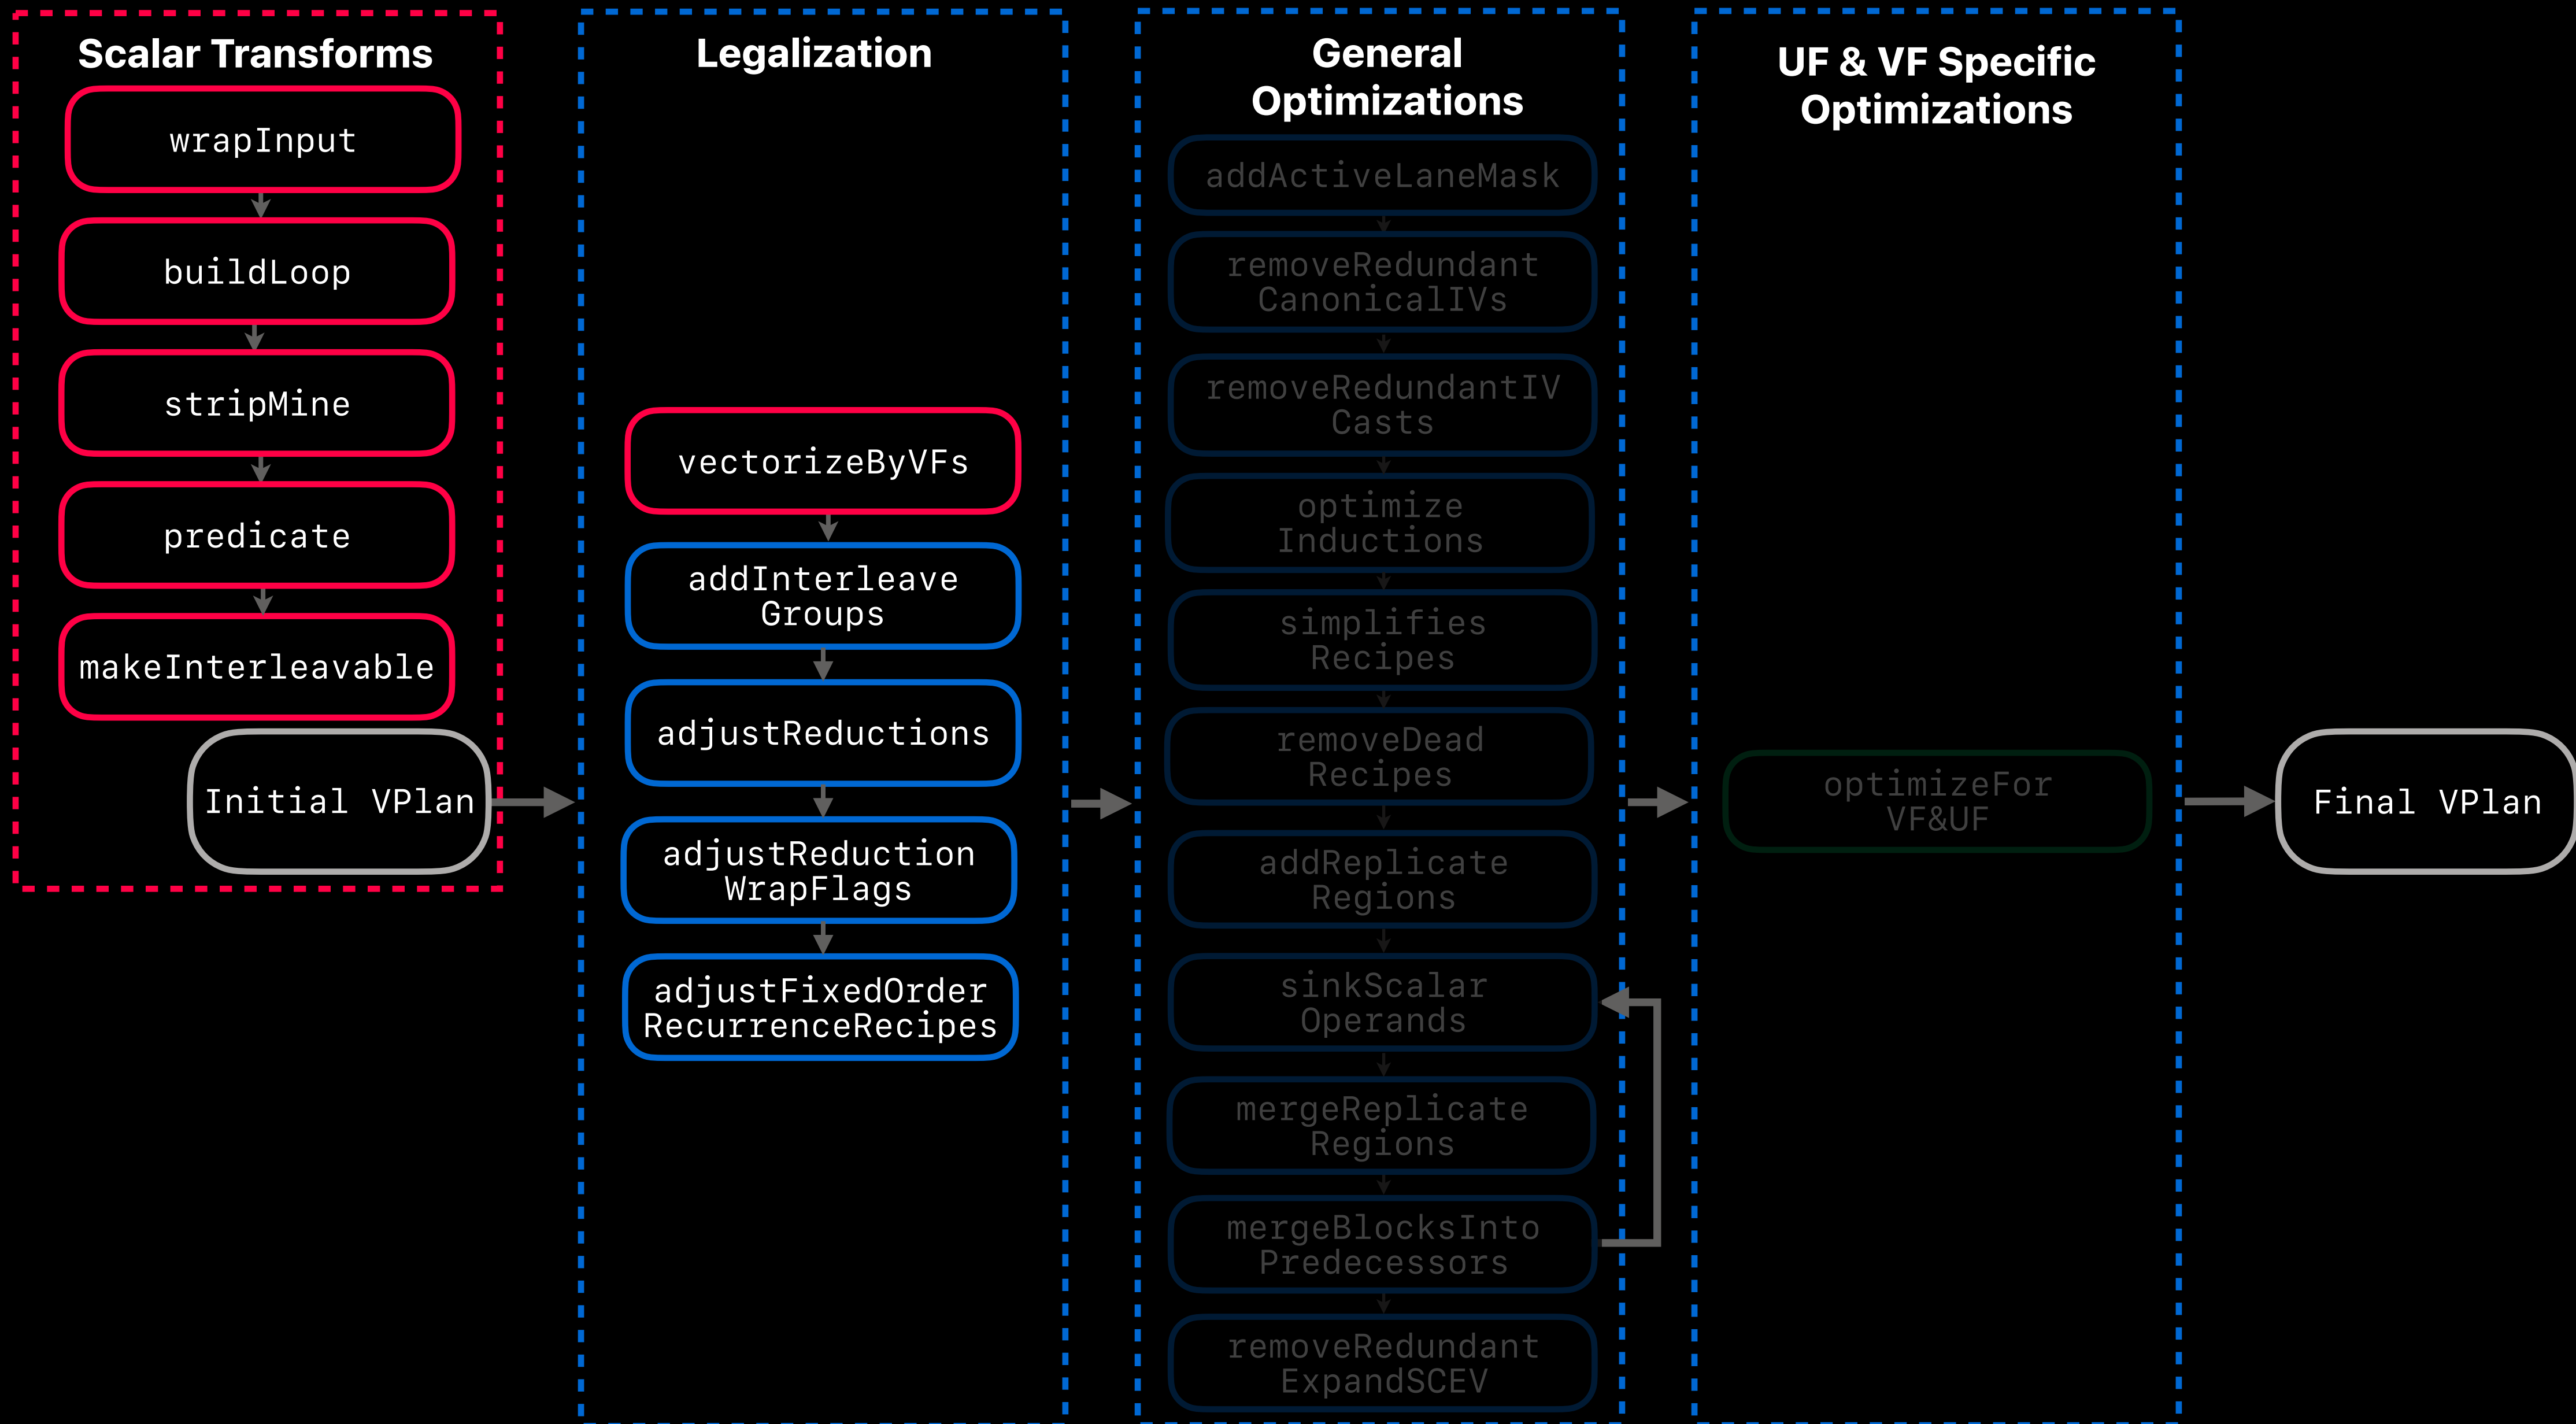 Scalar Transforms
wrapInput
buildLoop
stripMine
predicate
makeInterleavable
Initial VPlan
Legalization
vectorizeByVFs
addInterleave
Groups
adjustReductions
adjustReduction
WrapFlags
adjustFixedOrder
RecurrenceRecipes
General
Optimizations
addActiveLaneMask
removeRedundant
CanonicalIVs
removeRedundantIV
Casts
optimize
Inductions
simplifies
Recipes
removeDead
Recipes
addReplicate
Regions
sinkScalar
Operands
mergeReplicate
Regions
mergeBlocksInto
Predecessors
removeRedundant
ExpandSCEV
UF & VF Specific
Optimizations
optimizeFor
VF&UF
Final VPlan